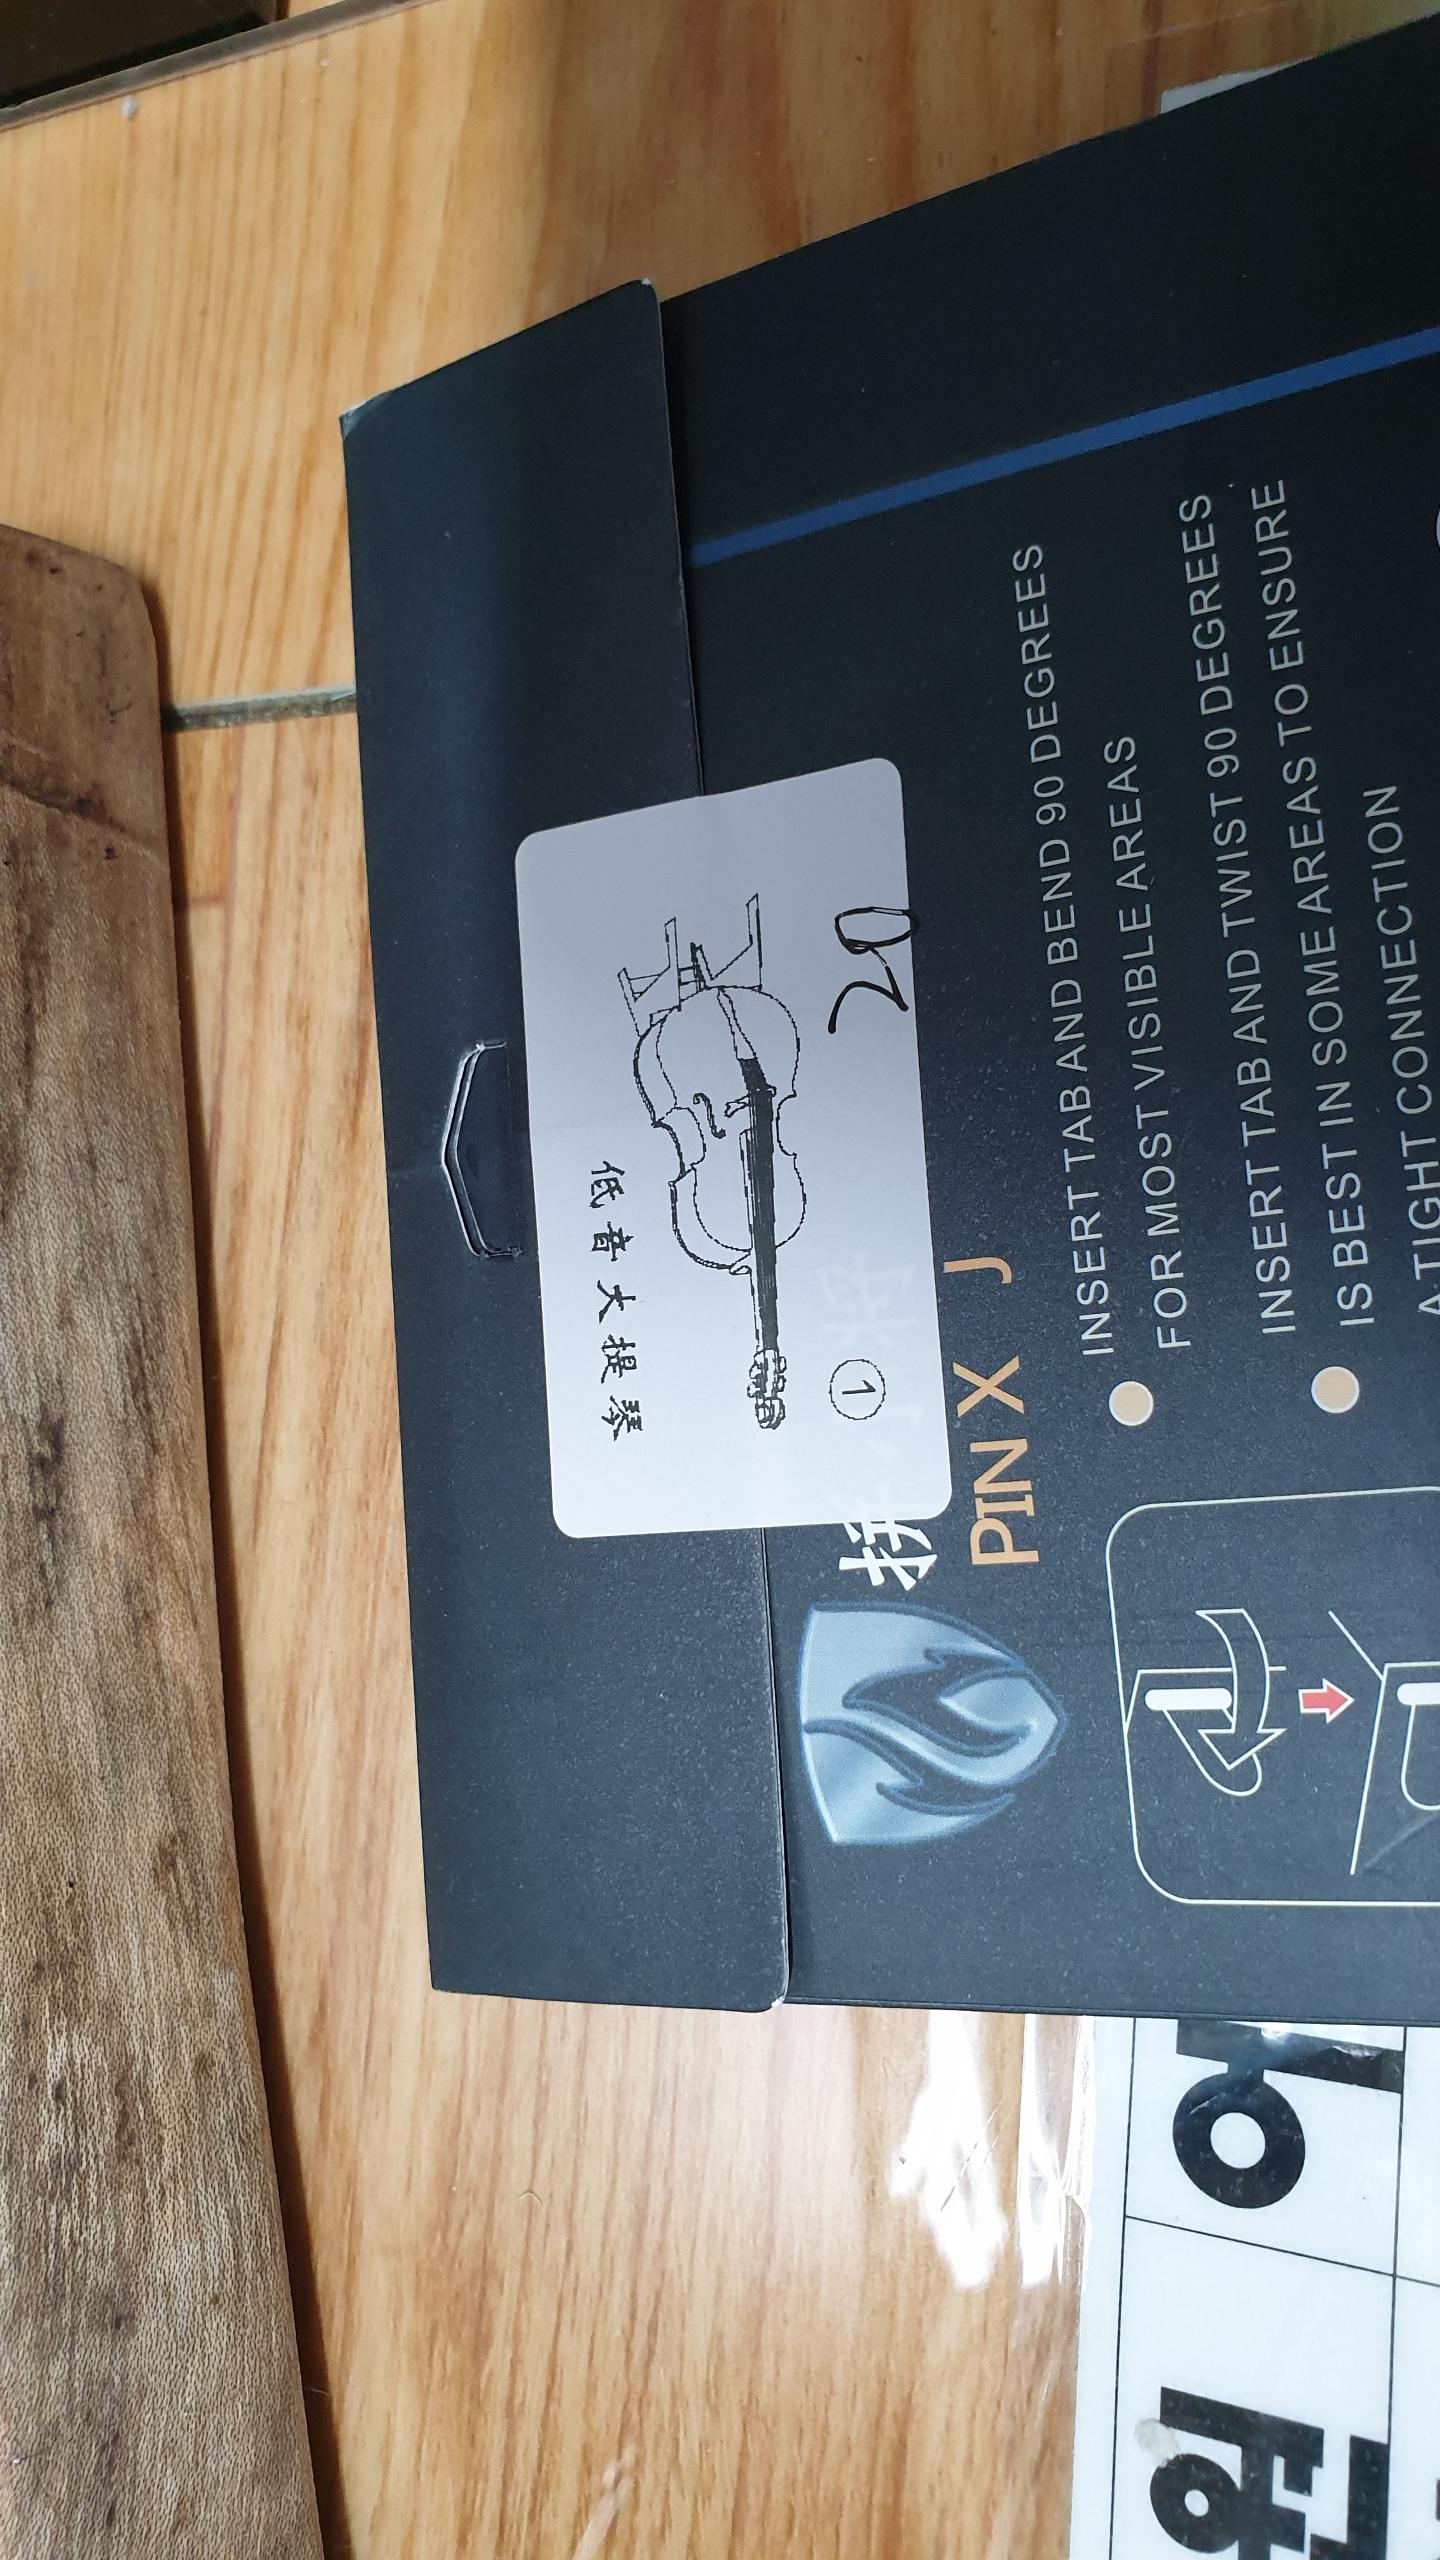 低音大提琴
①
拼
PIN X J
INSERT TAB AND BEND 90 DEGREES
FOR MOST VISIBLE AREAS
INSERT TAB AND TWIST 90 DEGREES
IS BEST IN SOME AREAS TO ENSURE
A TIGHT CONNECTION